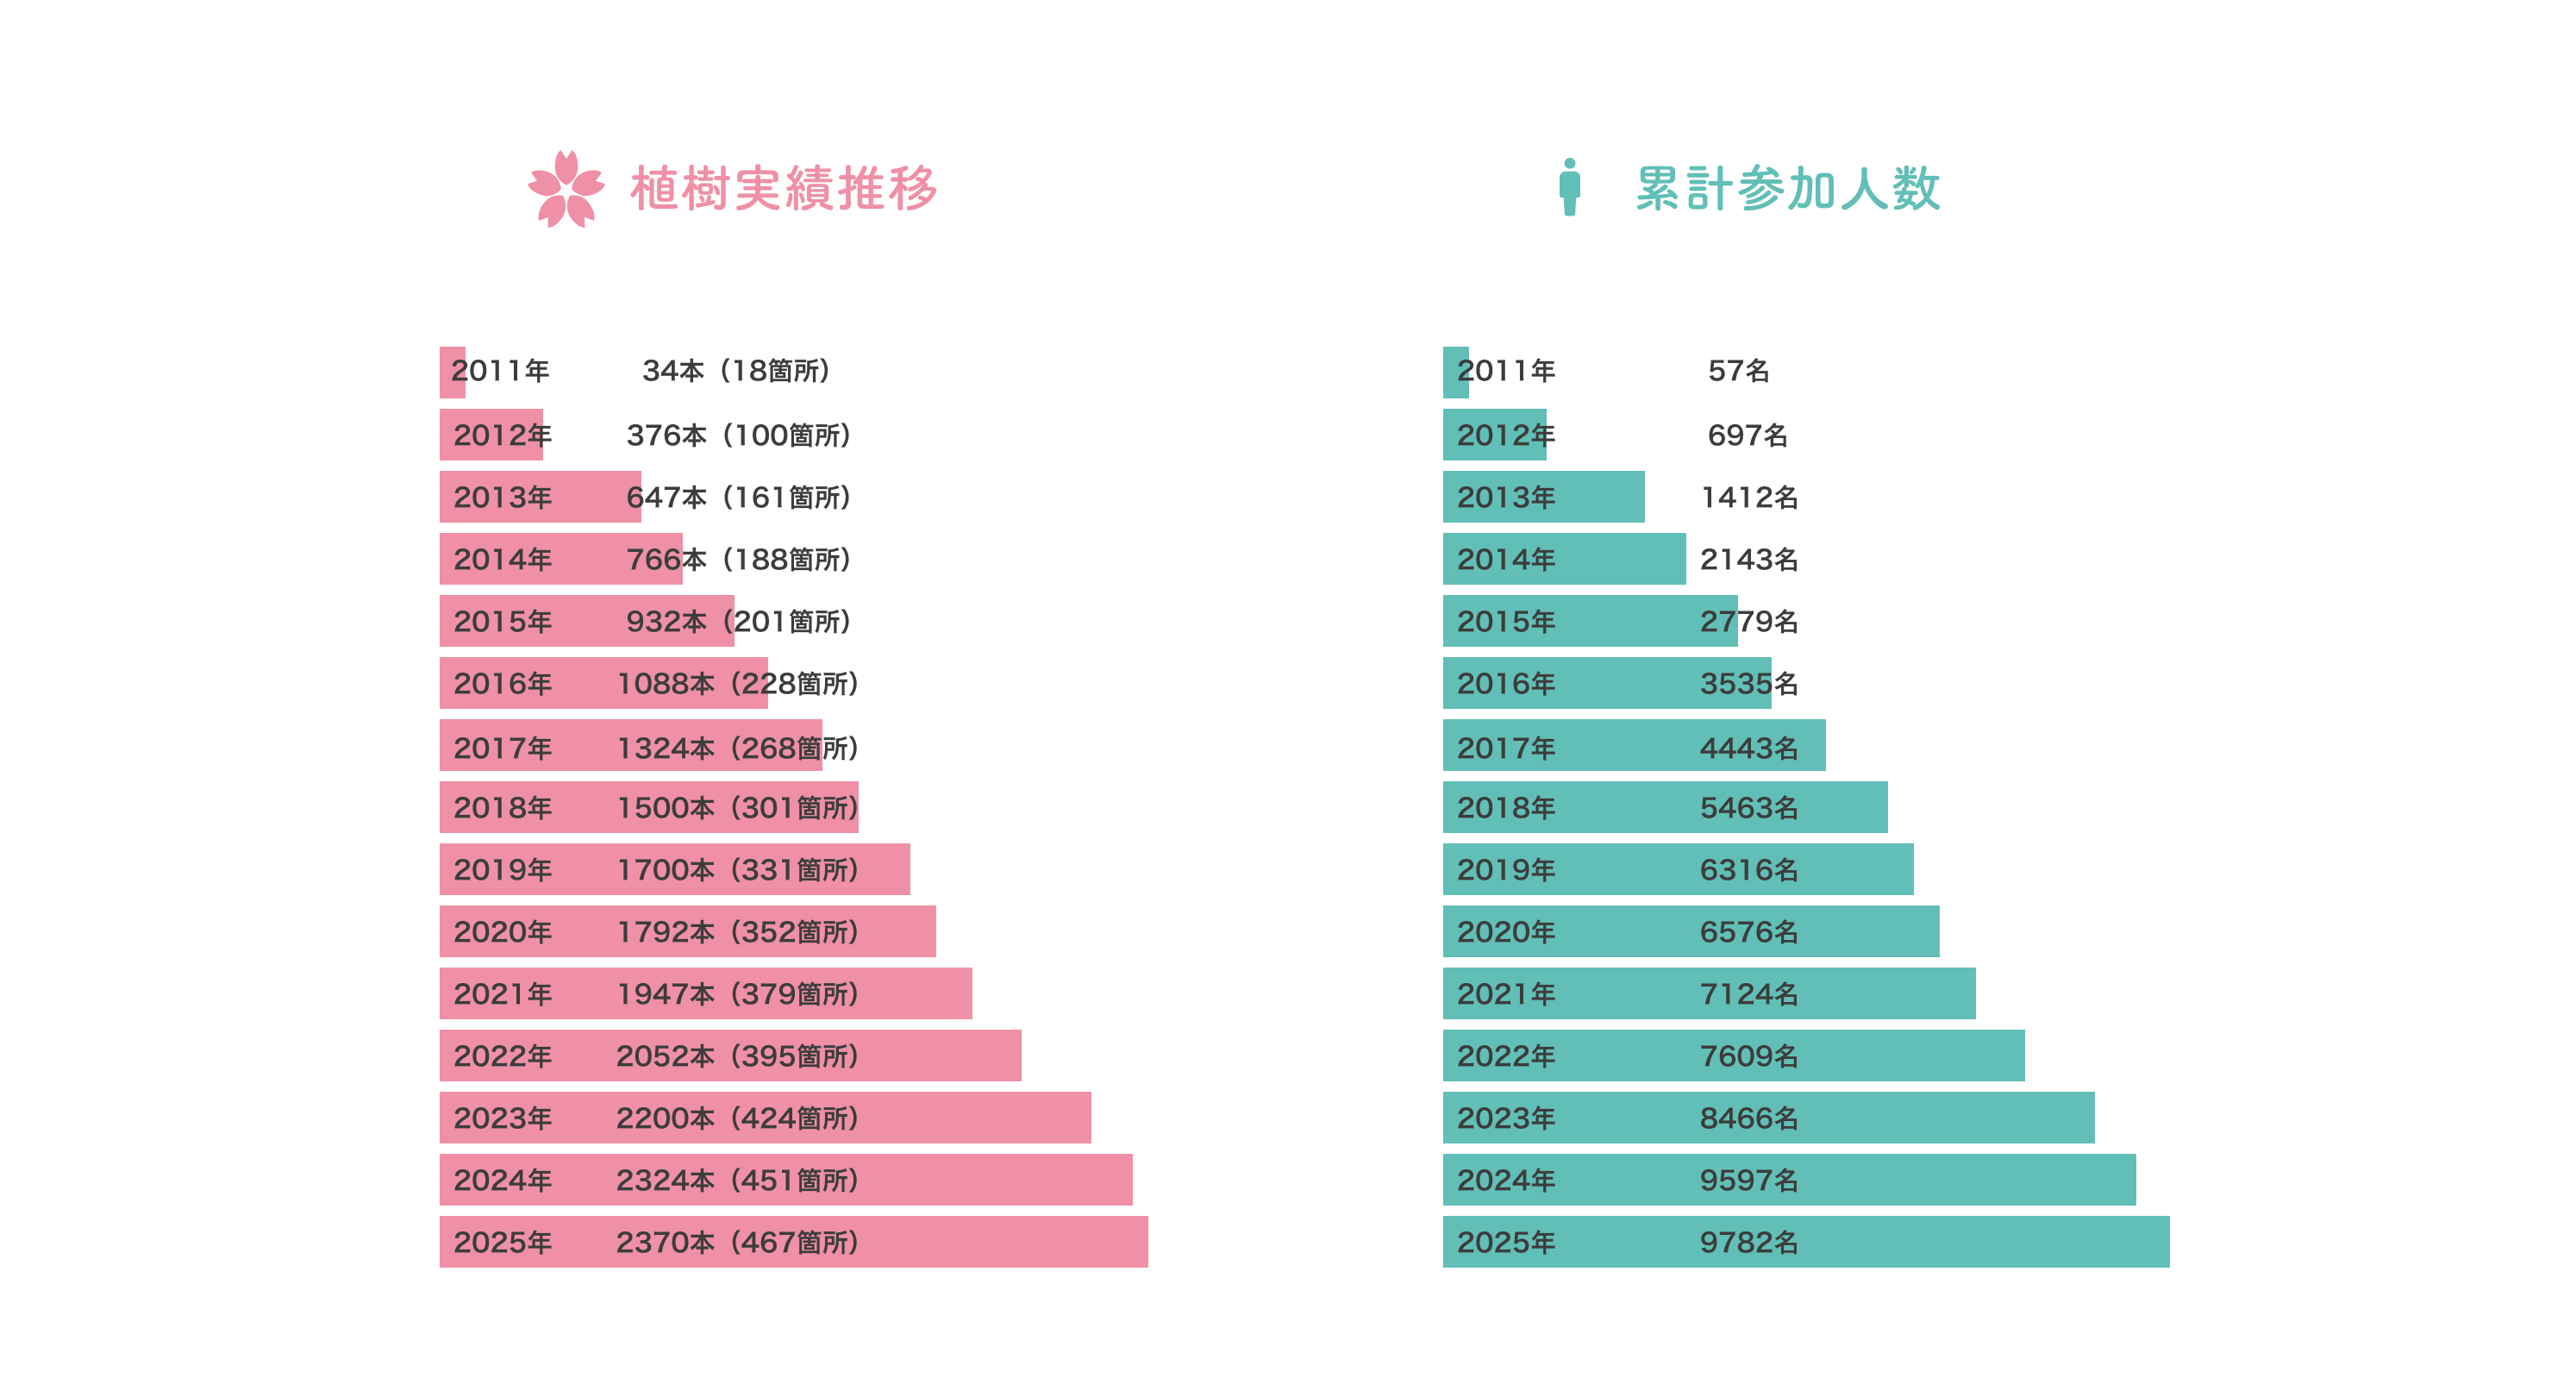 植樹実績推移
2011年 34本（18箇所）
2012年 376本（100箇所）
2013年 647本（161箇所）
2014年 766本（188箇所）
2015年 932本（201箇所）
2016年 1088本（228箇所）
2017年 1324本（268箇所）
2018年 1500本（301箇所）
2019年 1700本（331箇所）
2020年 1792本（352箇所）
2021年 1947本（379箇所）
2022年 2052本（395箇所）
2023年 2200本（424箇所）
2024年 2324本（451箇所）
2025年 2370本（467箇所）
累計参加人数
2011年 57名
2012年 697名
2013年 1412名
2014年 2143名
2015年 2779名
2016年 3535名
2017年 4443名
2018年 5463名
2019年 6316名
2020年 6576名
2021年 7124名
2022年 7609名
2023年 8466名
2024年 9597名
2025年 9782名